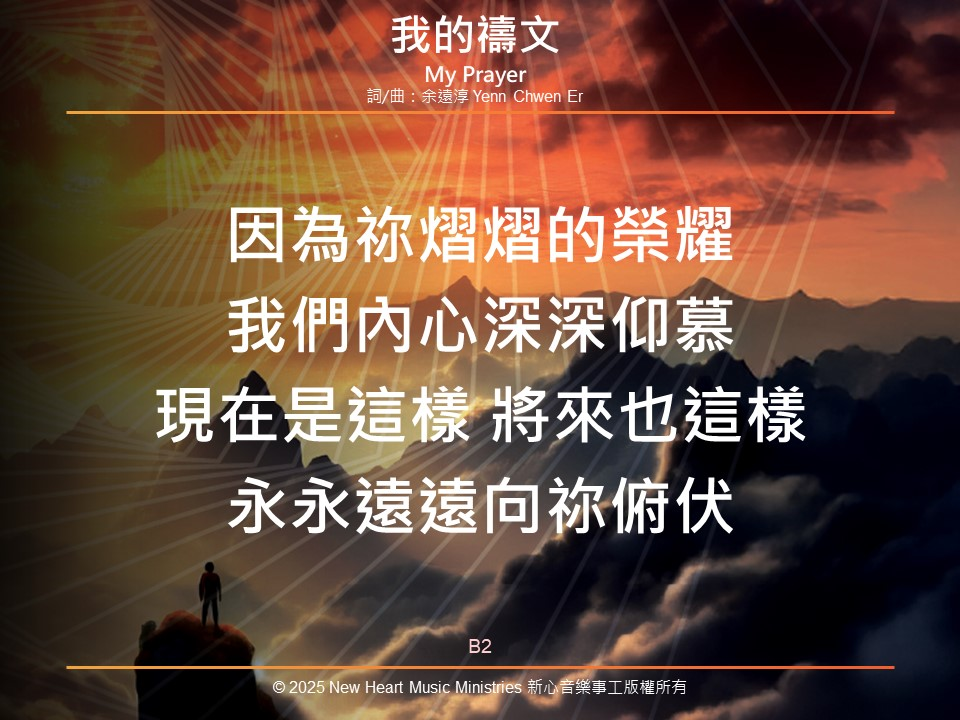 我的禱文
My Prayer
詞/曲：余遠淳 Yenn Chwen Er
因為祢熠熠的榮耀
我們內心深深仰慕
現在是這樣 將來也這樣
永永遠遠向祢俯伏
B2
© 2025 New Heart Music Ministries 新心音樂事工版權所有